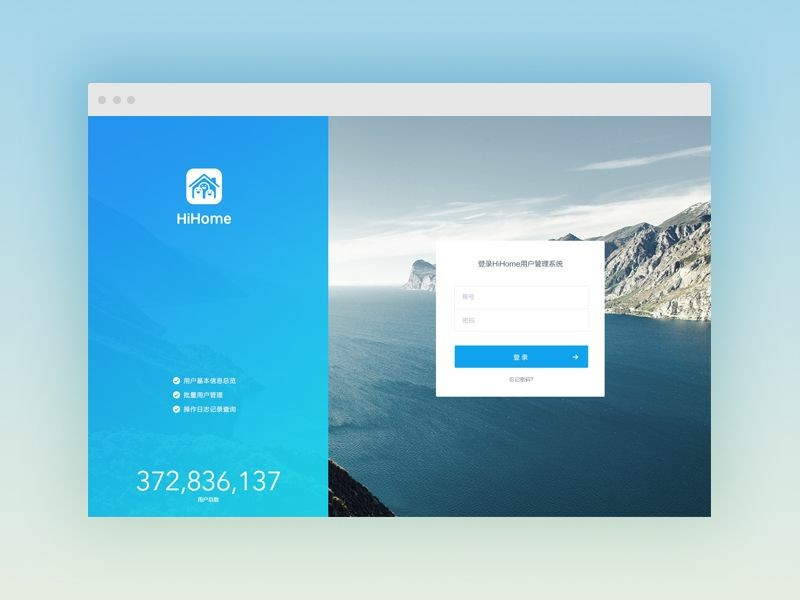 HiHome
用户基本信息总览
批量用户管理
操作日志记录查询
372,836,137
用户总数
登录HiHome用户管理系统
账号
密码
登 录
忘记密码?